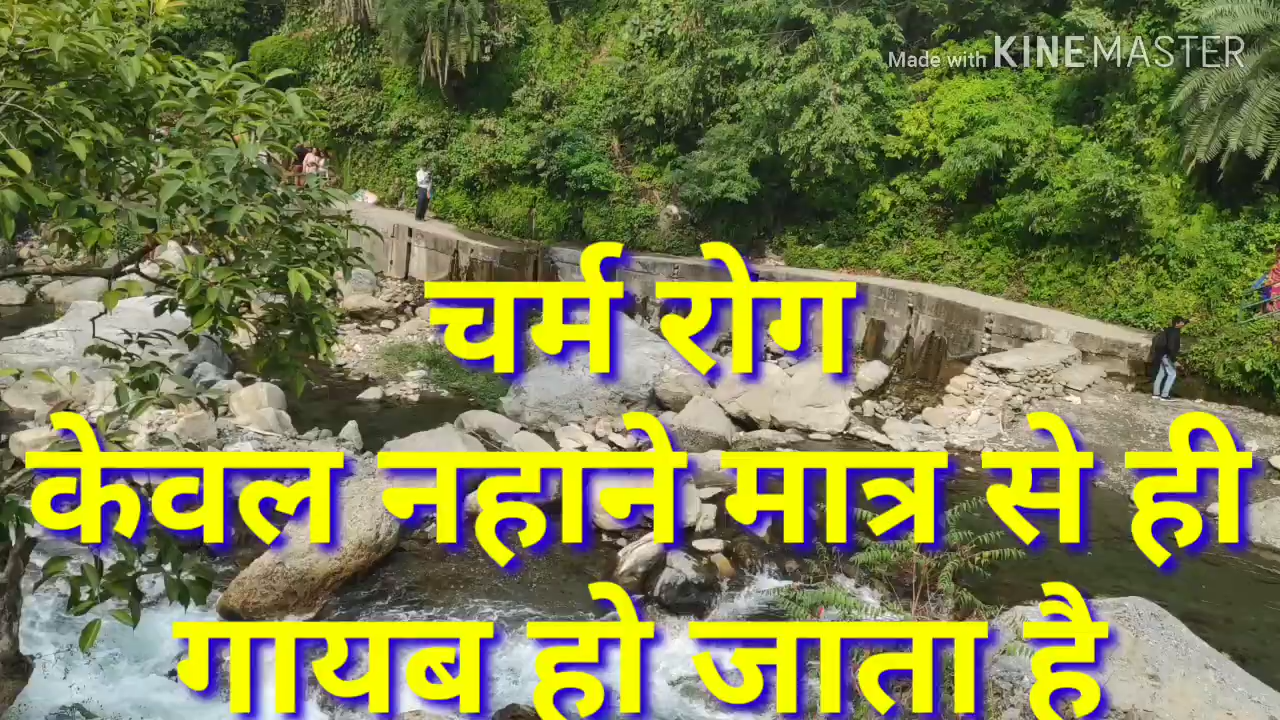 Made with KINEMASTER
चर्म रोग
केवल नहाने मात्र से ही
गायब हो जाता है